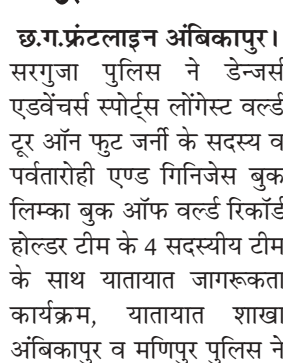 छ.ग.फ्रंटलाइन अंबिकापुर।
सरगुजा पुलिस ने डेन्जर्स
एडवेंचर्स स्पोर्ट्स लोंगेस्ट वर्ल्ड
टूर ऑन फुट जर्नी के सदस्य व
पर्वतारोही एण्ड गिनिजेस बुक
लिम्का बुक ऑफ वर्ल्ड रिकॉर्ड
होल्डर टीम के 4 सदस्यीय टीम
के साथ यातायात जागरूकता
कार्यक्रम, यातायात शाखा
अंबिकापुर व मणिपुर पुलिस ने